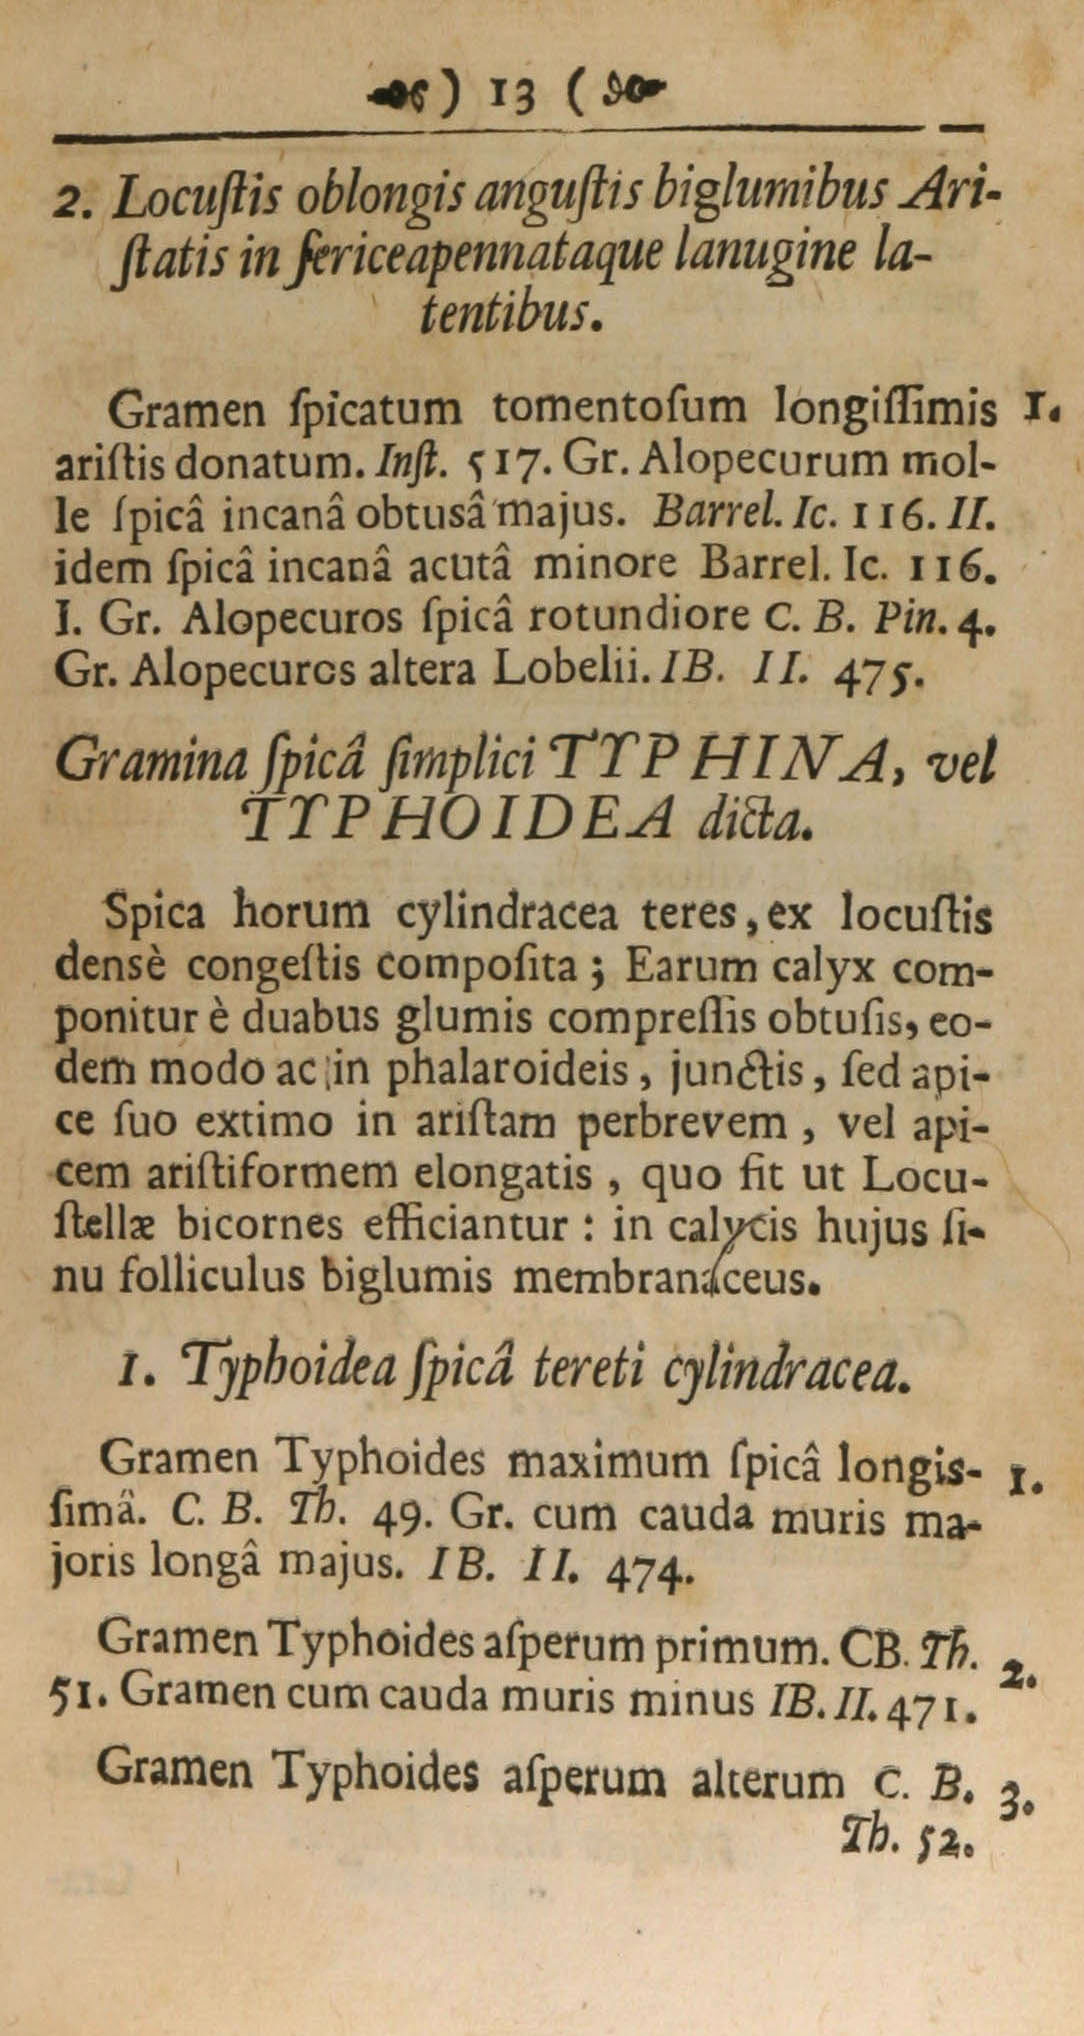 ) 13 (
2. Locuſtis oblongis anguſtis biglumibus Ari-
ſtatis in ſericeapennataque lanugine la-
tentibus.
Gramen ſpicatum tomentoſum longiſſimis 1.
ariſtis donatum. Inſt. 517. Gr. Alopecurum mol-
le ſpicâ incanâ obtusâ majus. Barrel. Ic. 116. II.
idem ſpicâ incanâ acutâ minore Barrel. Ic. 116.
I. Gr. Alopecuros ſpicâ rotundiore C. B. Pin. 4.
Gr. Alopecuros altera Lobelii. IB. II. 475.
Gramina ſpicâ ſimplici TYPHINA, vel
TYPHOIDEA dicta.
Spica horum cylindracea teres, ex locuſtis
densè congeſtis compoſita; Earum calyx com-
ponitur è duabus glumis compreſſis obtuſis, eo-
dem modo ac in phalaroideis, junctis, ſed api-
ce ſuo extimo in ariſtam perbrevem, vel api-
cem ariſtiformem elongatis, quo fit ut Locu-
ſtellæ bicornes efficiantur: in calycis hujus ſi-
nu folliculus biglumis membranaceus.
1. Typhoidea ſpicâ tereti cylindracea.
Gramen Typhoides maximum ſpicâ longis- 1.
ſimâ. C. B. Th. 49. Gr. cum cauda muris ma-
joris longâ majus. IB. II. 474.
Gramen Typhoides aſperum primum. CB. Th. 2.
51. Gramen cum cauda muris minus IB. II. 471.
Gramen Typhoides aſperum alterum C. B. 3.
Th. 52.